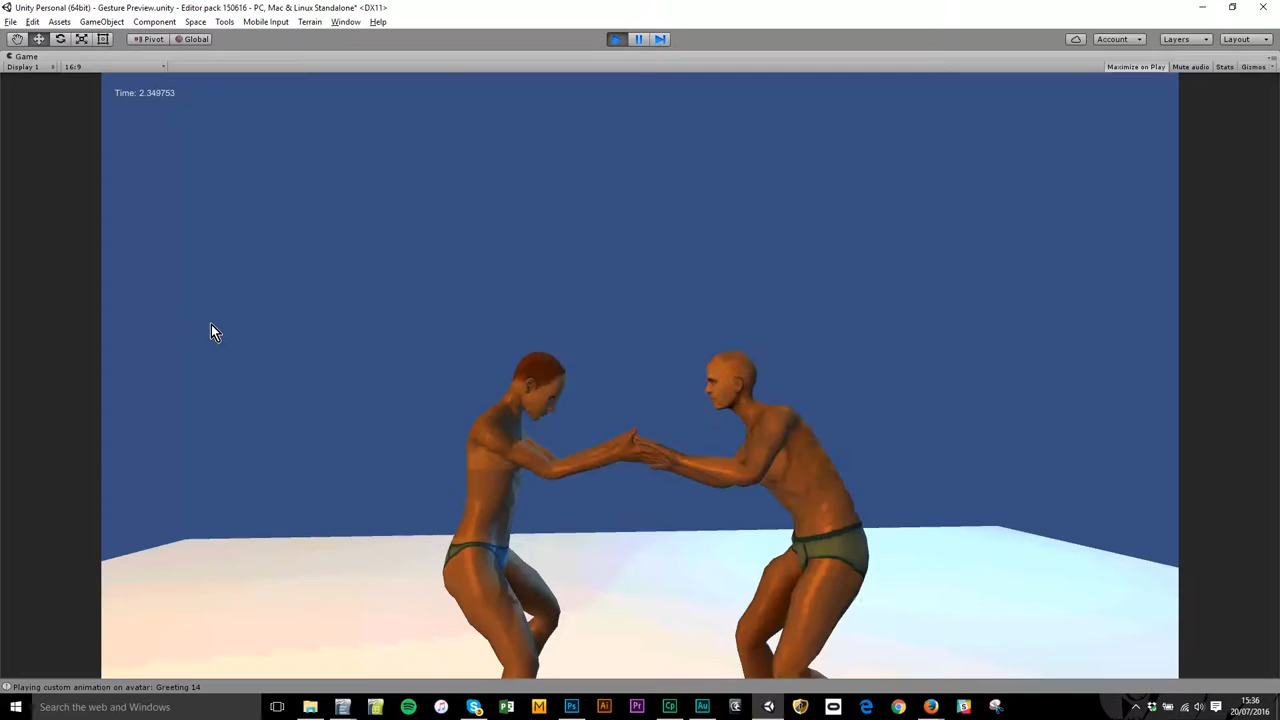 Unity Personal (64bit) - Gesture Preview.unity - Editor pack 150616 - PC, Mac & Linux Standalone* <DX11>
File Edit Assets GameObject Component Space Tools Mobile Input Terrain Window Help
Pivot Global Account Layers Layout
Game
Display 1 16:9 Maximize on Play Mute audio Stats Gizmos
Time: 2.349753
Playing custom animation on avatar: Greeting 14
Search the web and Windows
15:36
20/07/2016